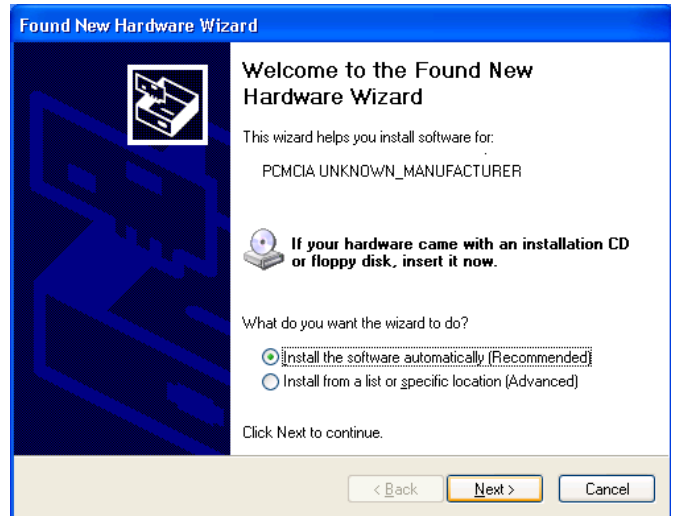 Found New Hardware Wizard
Welcome to the Found New
Hardware Wizard
This wizard helps you install software for:
PCMCIA UNKNOWN_MANUFACTURER
If your hardware came with an installation CD
or floppy disk, insert it now.
What do you want the wizard to do?
Install the software automatically (Recommended)
Install from a list or specific location (Advanced)
Click Next to continue.
< Back Next > Cancel